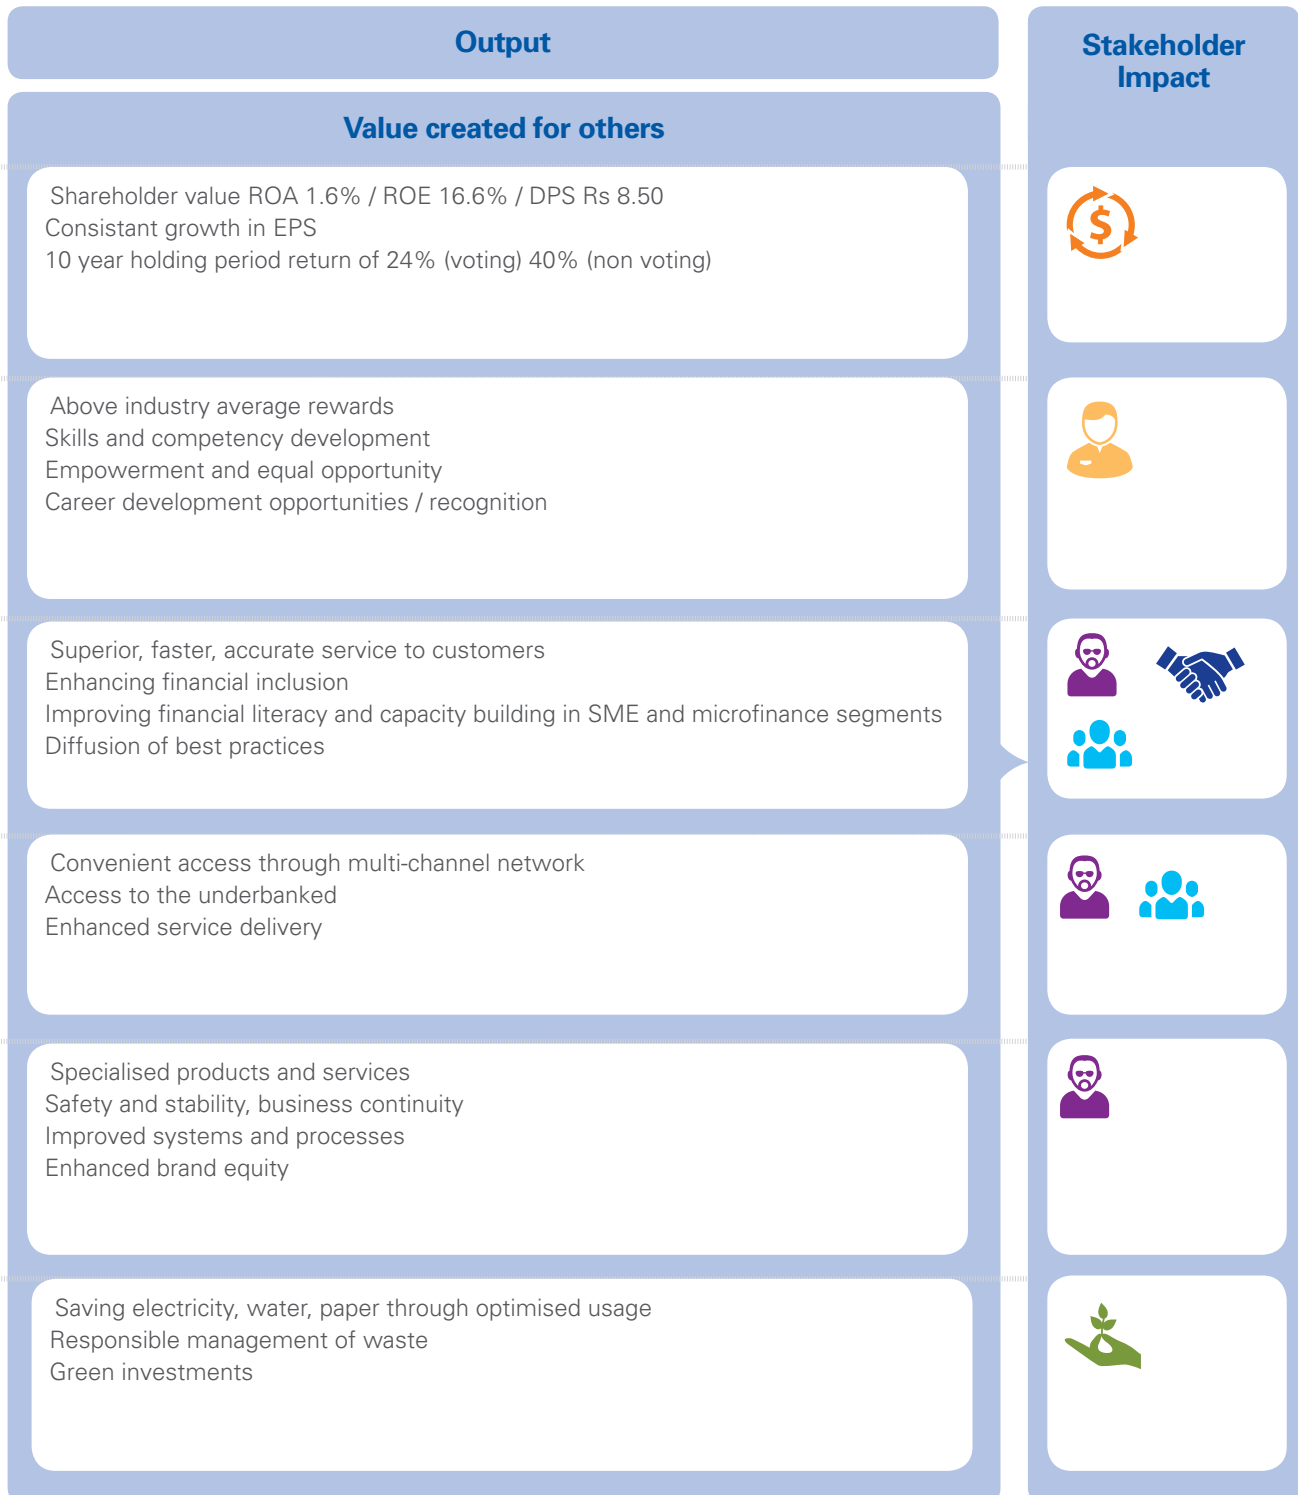 Output
Stakeholder
Impact
Value created for others
Shareholder value ROA 1.6% / ROE 16.6% / DPS Rs 8.50
Consistant growth in EPS
10 year holding period return of 24% (voting) 40% (non voting)
$
Above industry average rewards
Skills and competency development
Empowerment and equal opportunity
Career development opportunities / recognition
Superior, faster, accurate service to customers
Enhancing financial inclusion
Improving financial literacy and capacity building in SME and microfinance segments
Diffusion of best practices
Convenient access through multi-channel network
Access to the underbanked
Enhanced service delivery
Specialised products and services
Safety and stability, business continuity
Improved systems and processes
Enhanced brand equity
Saving electricity, water, paper through optimised usage
Responsible management of waste
Green investments